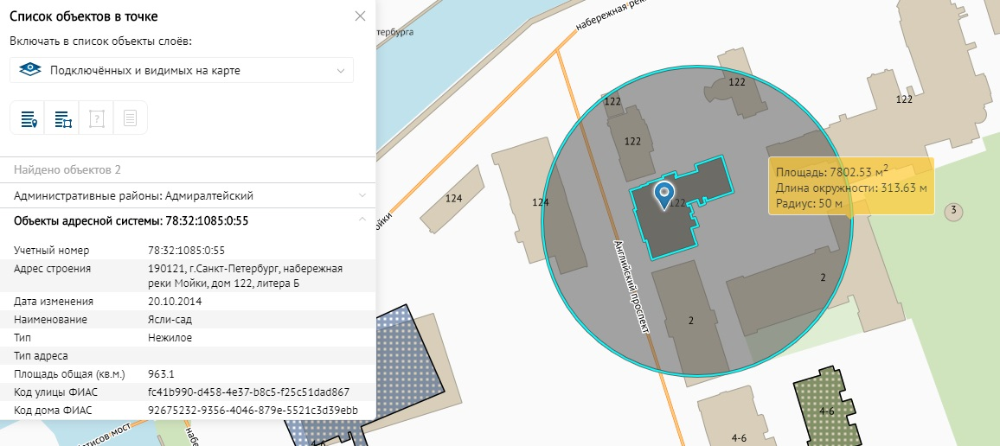 Список объектов в точке
Включать в список объекты слоёв:
Подключённых и видимых на карте
Найдено объектов 2
Административные районы: Адмиралтейский
Объекты адресной системы: 78:32:1085:0:55
Учетный номер 78:32:1085:0:55
Адрес строения 190121, г.Санкт-Петербург, набережная
реки Мойки, дом 122, литера Б
Дата изменения 20.10.2014
Наименование Ясли-сад
Тип Нежилое
Тип адреса
Площадь общая (кв.м.) 963.1
Код улицы ФИАС fc41b990-d458-4e37-b8c5-f25c51dad867
Код дома ФИАС 92675232-9356-4046-879e-5521c3d39ebb
тербурга
набережная рек
122
122
122
122
122
124
124
ойки
Площадь: 7802.53 м²
Длина окружности: 313.63 м
Радиус: 50 м
3
Английский проспект
2
2
4-6
4-6
4-6
тисов мост
набе